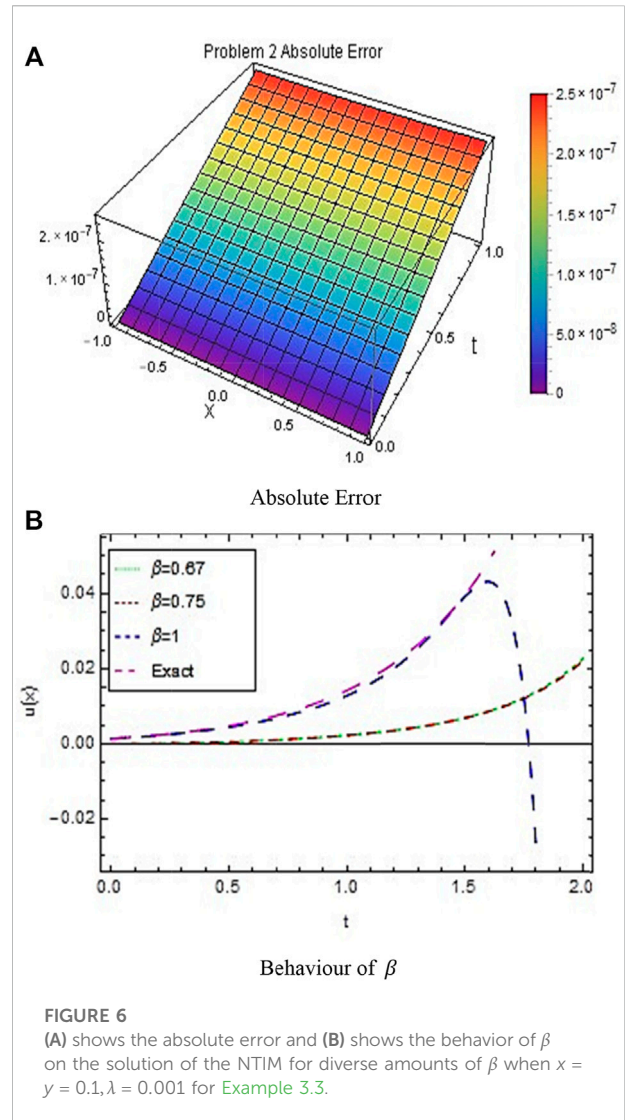 A
Problem 2 Absolute Error
2.5×10⁻⁷
2.0×10⁻⁷
1.5×10⁻⁷
1.0×10⁻⁷
5.0×10⁻⁸
0
2.×10⁻⁷
1.×10⁻⁷
0
-1.0
-0.5
0.0
X
0.5
1.0
0.0
0.5
t
1.0
Absolute Error
B
β=0.67
β=0.75
β=1
Exact
u(x)
0.04
0.02
0.00
-0.02
0.0 0.5 1.0 1.5 2.0
t
Behaviour of β
FIGURE 6
(A) shows the absolute error and (B) shows the behavior of β
on the solution of the NTIM for diverse amounts of β when x =
y = 0.1, λ = 0.001 for Example 3.3.